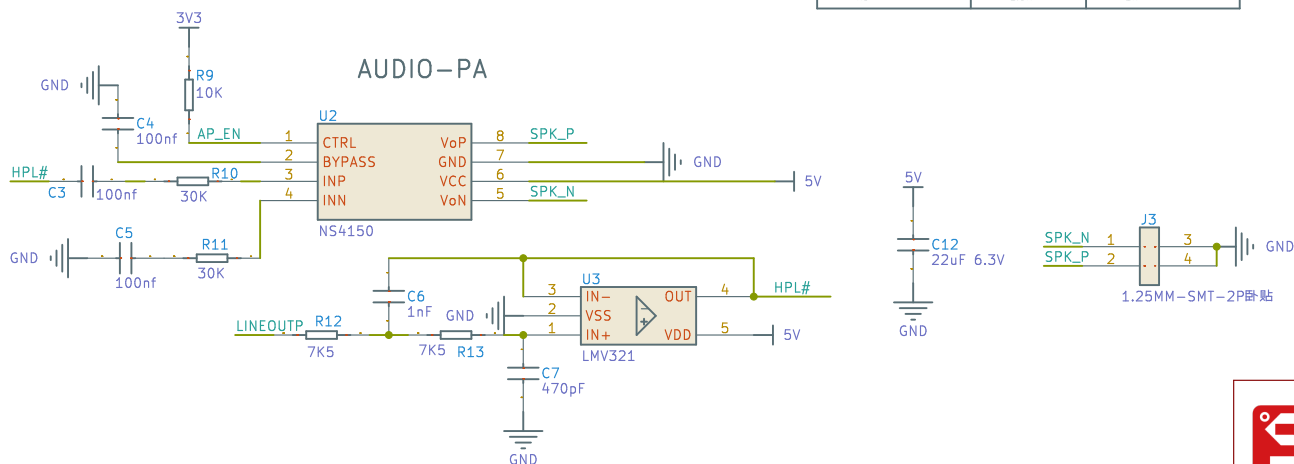 3V3
AUDIO-PA
GND
R9
10K
C4
100nf
AP_EN
U2
1 CTRL VoP 8 SPK_P
2 BYPASS GND 7 GND
3 INP VCC 6 5V
4 INN VoN 5 SPK_N
NS4150
HPL#
C3
100nf
R10
30K
GND
C5
100nf
R11
30K
C6
1nF
LINEOUTP
R12
7K5
7K5
R13
GND
U3
3 IN- OUT 4 HPL#
2 VSS
1 IN+ VDD 5 5V
LMV321
C7
470pF
GND
5V
C12
22uF 6.3V
GND
J3
SPK_N 1 3
SPK_P 2 4
GND
1.25MM-SMT-2P卧贴